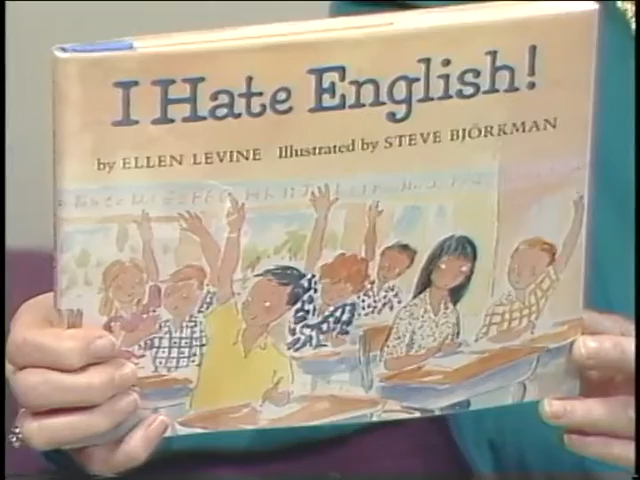 I Hate English!
by ELLEN LEVINE Illustrated by STEVE BJÖRKMAN